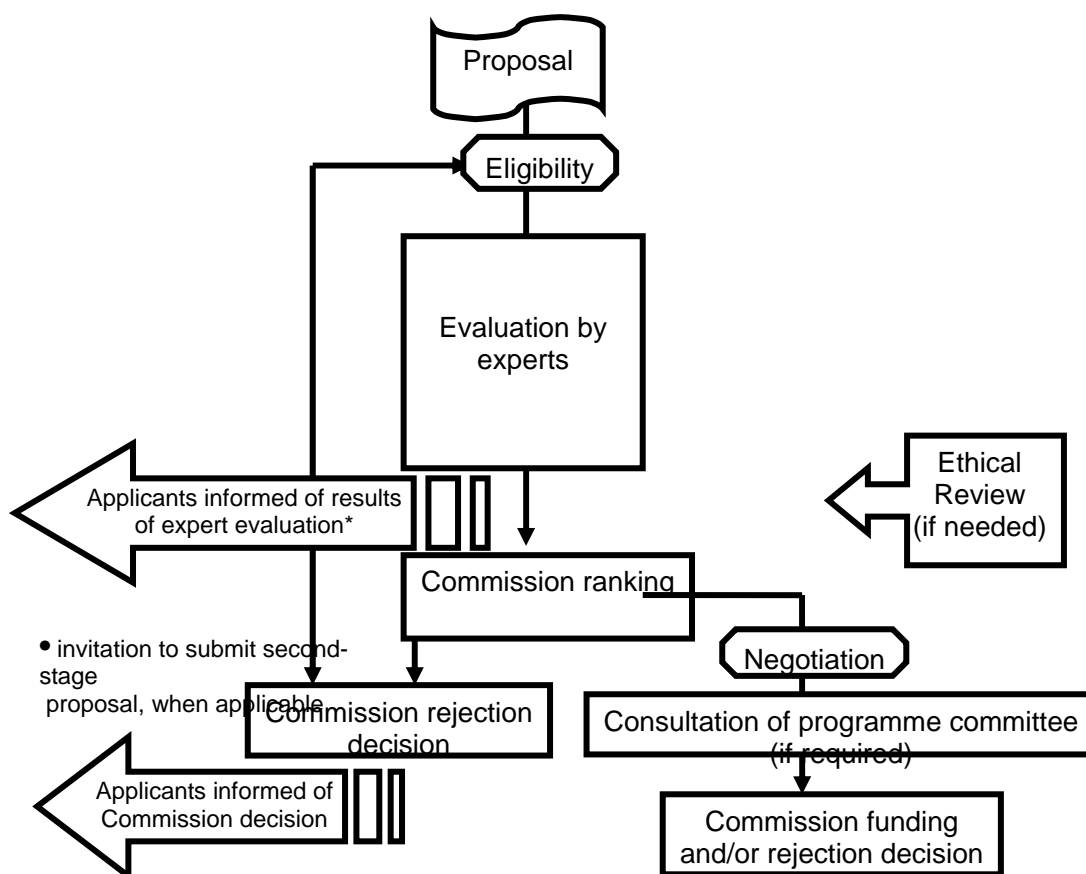 Proposal
Eligibility
Evaluation by
experts
Applicants informed of results
of expert evaluation*
Ethical
Review
(if needed)
Commission ranking
• invitation to submit second-
stage
proposal, when applicable
Negotiation
Commission rejection
decision
Consultation of programme committee
(if required)
Applicants informed of
Commission decision
Commission funding
and/or rejection decision